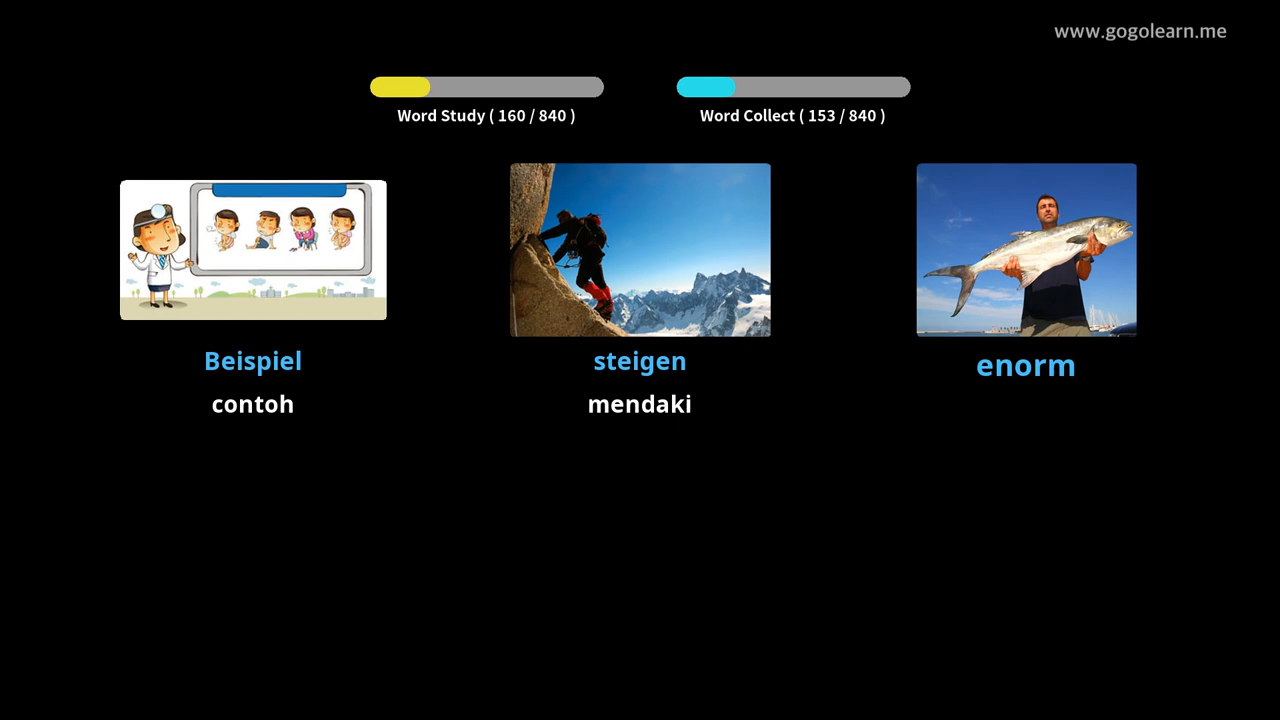 www.gogolearn.me
Word Study ( 160 / 840 )
Word Collect ( 153 / 840 )
Beispiel
contoh
steigen
mendaki
enorm